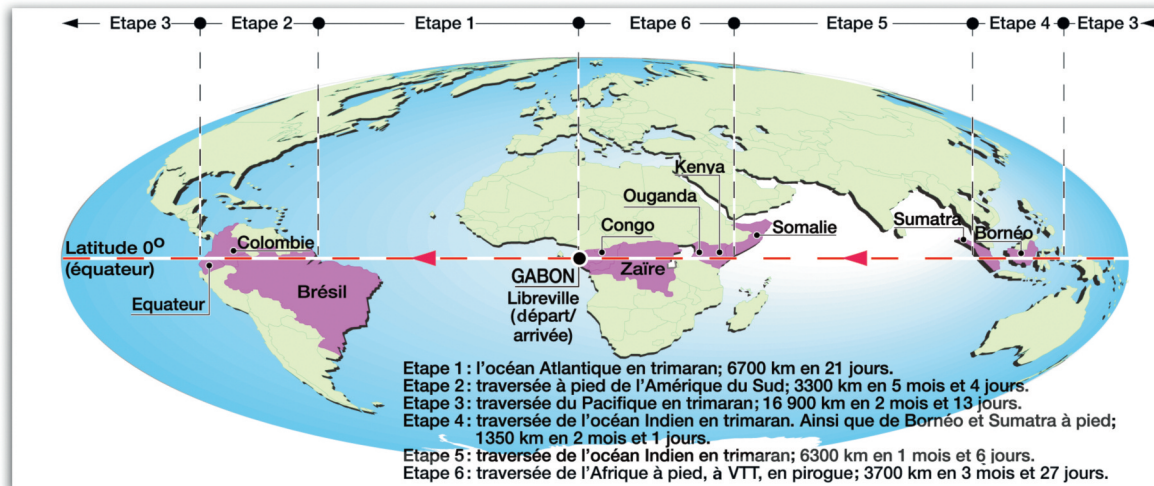 Etape 3 Etape 2 Etape 1 Etape 6 Etape 5 Etape 4 Etape 3
Kenya
Ouganda
Congo
Somalie
Sumatra
Bornéo
Latitude 0º
(équateur)
Colombie
Equateur
Brésil
GABON
Zaïre
Libreville
(départ/
arrivée)
Etape 1 : l'océan Atlantique en trimaran; 6700 km en 21 jours.
Etape 2 : traversée à pied de l'Amérique du Sud; 3300 km en 5 mois et 4 jours.
Etape 3 : traversée du Pacifique en trimaran; 16 900 km en 2 mois et 13 jours.
Etape 4 : traversée de l'océan Indien en trimaran. Ainsi que de Bornéo et Sumatra à pied;
1350 km en 2 mois et 1 jours.
Etape 5 : traversée de l'océan Indien en trimaran; 6300 km en 1 mois et 6 jours.
Etape 6 : traversée de l'Afrique à pied, à VTT, en pirogue; 3700 km en 3 mois et 27 jours.